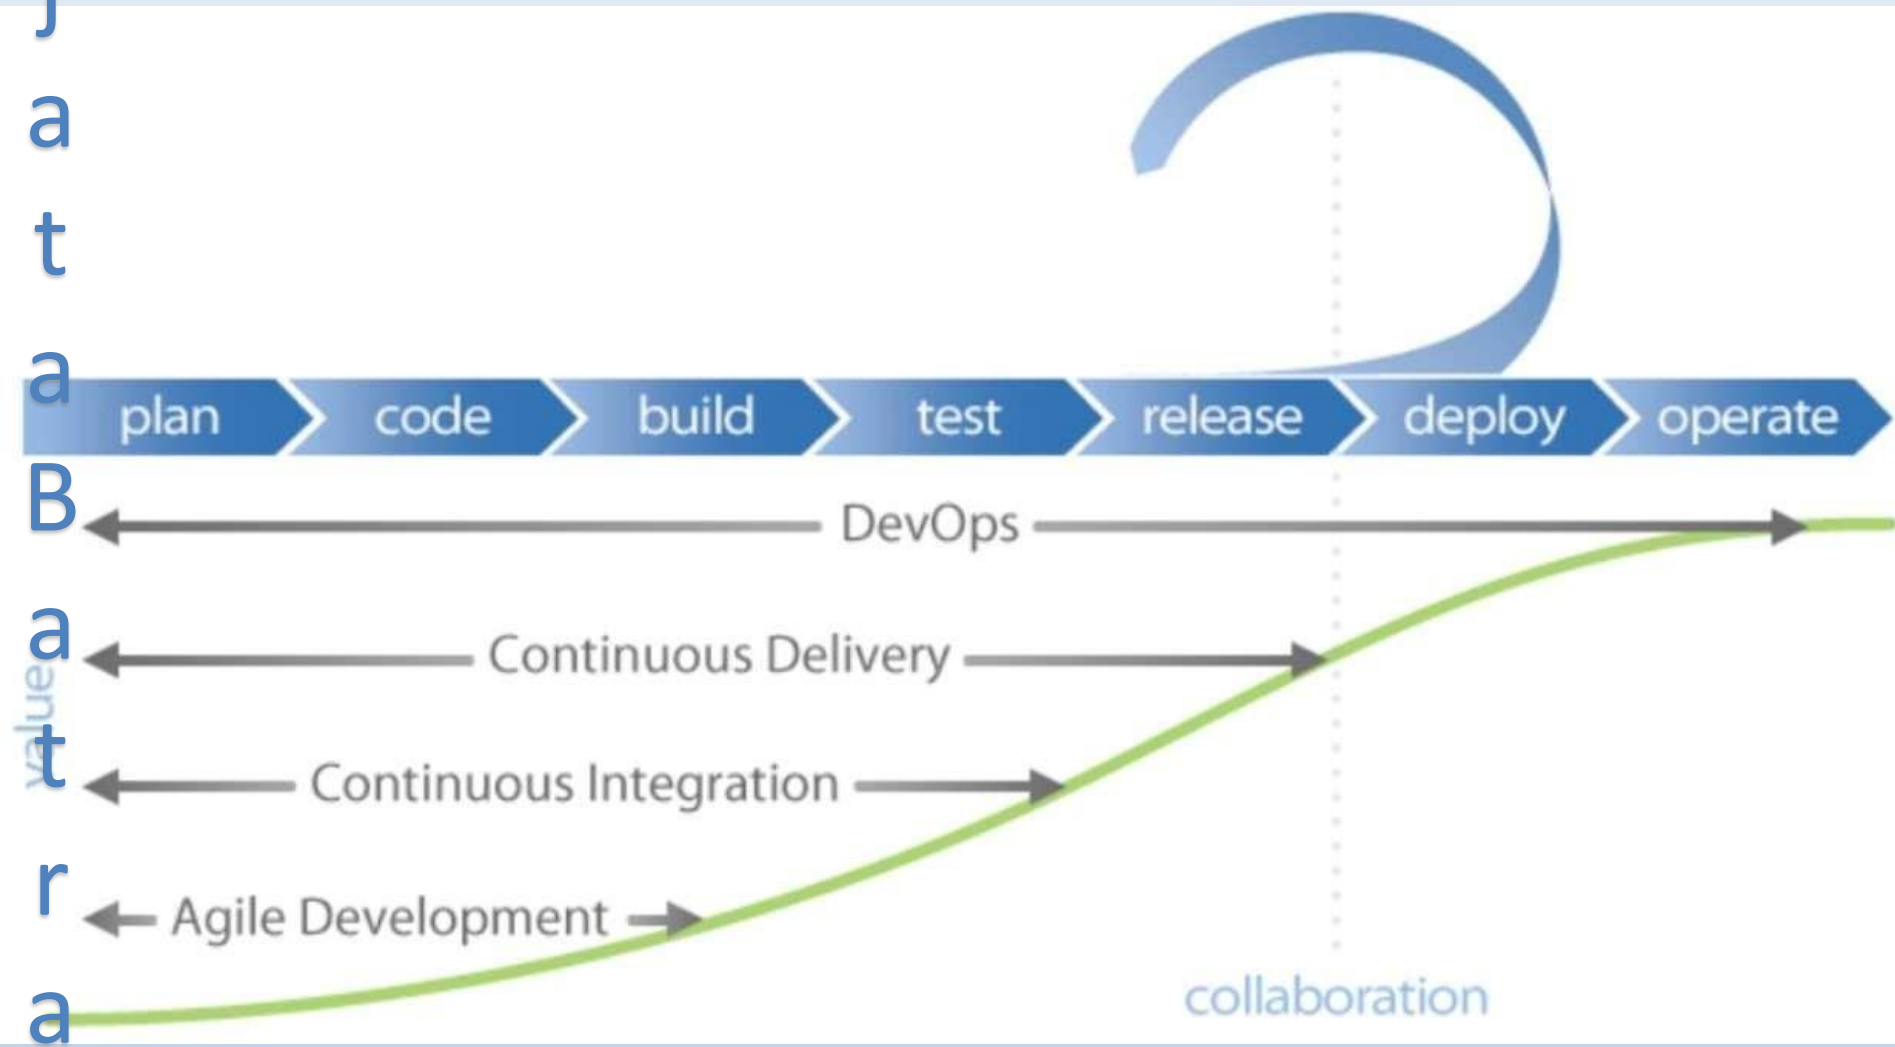 J
a
t
a
B
a
t
r
a
plan code build test release deploy operate
DevOps
Continuous Delivery
value
Continuous Integration
Agile Development
collaboration